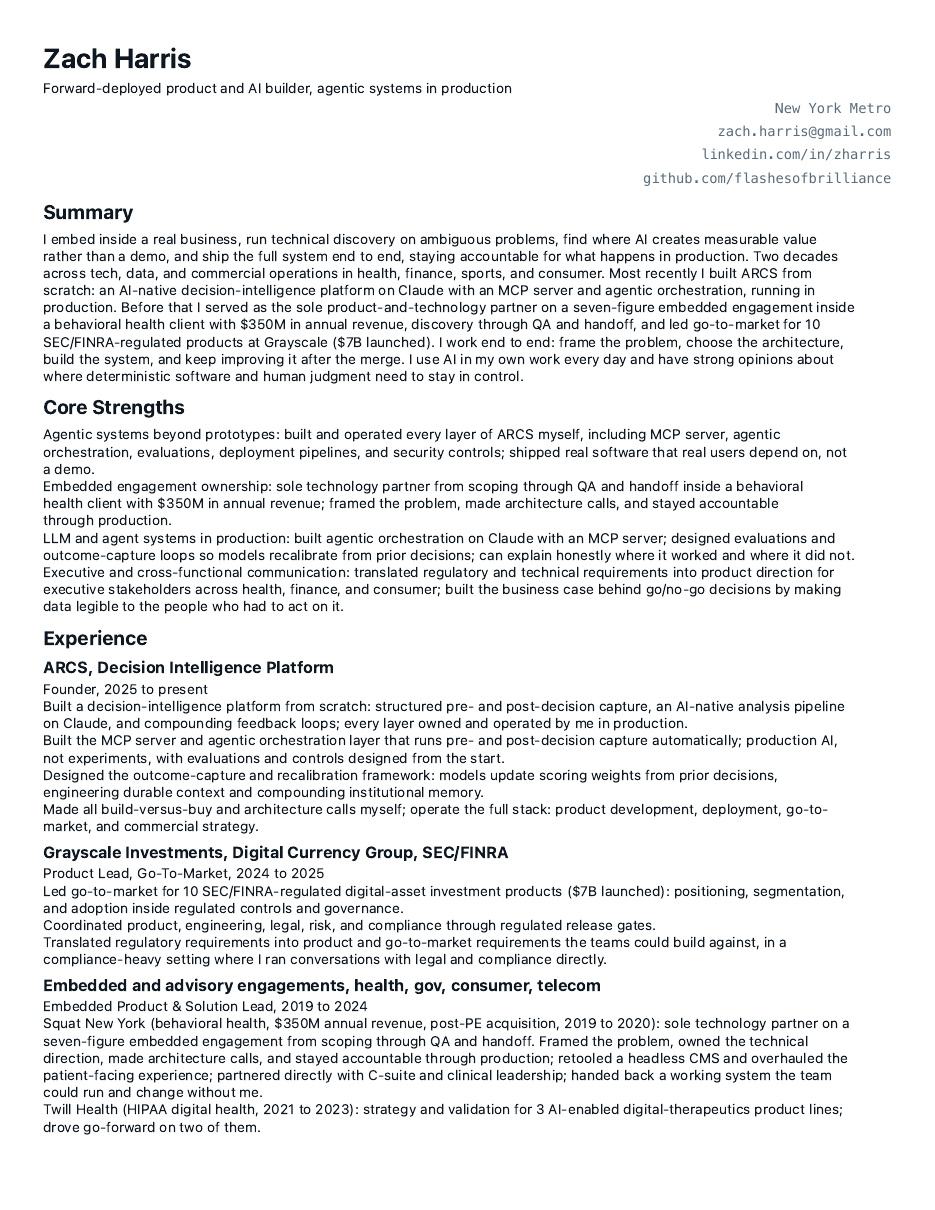 Zach Harris
Forward-deployed product and AI builder, agentic systems in production
New York Metro
zach.harris@gmail.com
linkedin.com/in/zharris
github.com/flashesofbrilliance
Summary
I embed inside a real business, run technical discovery on ambiguous problems, find where AI creates measurable value
rather than a demo, and ship the full system end to end, staying accountable for what happens in production. Two decades
across tech, data, and commercial operations in health, finance, sports, and consumer. Most recently I built ARCS from
scratch: an AI-native decision-intelligence platform on Claude with an MCP server and agentic orchestration, running in
production. Before that I served as the sole product-and-technology partner on a seven-figure embedded engagement inside
a behavioral health client with $350M in annual revenue, discovery through QA and handoff, and led go-to-market for 10
SEC/FINRA-regulated products at Grayscale ($7B launched). I work end to end: frame the problem, choose the architecture,
build the system, and keep improving it after the merge. I use AI in my own work every day and have strong opinions about
where deterministic software and human judgment need to stay in control.
Core Strengths
Agentic systems beyond prototypes: built and operated every layer of ARCS myself, including MCP server, agentic
orchestration, evaluations, deployment pipelines, and security controls; shipped real software that real users depend on, not
a demo.
Embedded engagement ownership: sole technology partner from scoping through QA and handoff inside a behavioral
health client with $350M in annual revenue; framed the problem, made architecture calls, and stayed accountable
through production.
LLM and agent systems in production: built agentic orchestration on Claude with an MCP server; designed evaluations and
outcome-capture loops so models recalibrate from prior decisions; can explain honestly where it worked and where it did not.
Executive and cross-functional communication: translated regulatory and technical requirements into product direction for
executive stakeholders across health, finance, and consumer; built the business case behind go/no-go decisions by making
data legible to the people who had to act on it.
Experience
ARCS, Decision Intelligence Platform
Founder, 2025 to present
Built a decision-intelligence platform from scratch: structured pre- and post-decision capture, an AI-native analysis pipeline
on Claude, and compounding feedback loops; every layer owned and operated by me in production.
Built the MCP server and agentic orchestration layer that runs pre- and post-decision capture automatically; production AI,
not experiments, with evaluations and controls designed from the start.
Designed the outcome-capture and recalibration framework: models update scoring weights from prior decisions,
engineering durable context and compounding institutional memory.
Made all build-versus-buy and architecture calls myself; operate the full stack: product development, deployment, go-to-
market, and commercial strategy.
Grayscale Investments, Digital Currency Group, SEC/FINRA
Product Lead, Go-To-Market, 2024 to 2025
Led go-to-market for 10 SEC/FINRA-regulated digital-asset investment products ($7B launched): positioning, segmentation,
and adoption inside regulated controls and governance.
Coordinated product, engineering, legal, risk, and compliance through regulated release gates.
Translated regulatory requirements into product and go-to-market requirements the teams could build against, in a
compliance-heavy setting where I ran conversations with legal and compliance directly.
Embedded and advisory engagements, health, gov, consumer, telecom
Embedded Product & Solution Lead, 2019 to 2024
Squat New York (behavioral health, $350M annual revenue, post-PE acquisition, 2019 to 2020): sole technology partner on a
seven-figure embedded engagement from scoping through QA and handoff. Framed the problem, owned the technical
direction, made architecture calls, and stayed accountable through production; retooled a headless CMS and overhauled the
patient-facing experience; partnered directly with C-suite and clinical leadership; handed back a working system the team
could run and change without me.
Twill Health (HIPAA digital health, 2021 to 2023): strategy and validation for 3 AI-enabled digital-therapeutics product lines;
drove go-forward on two of them.